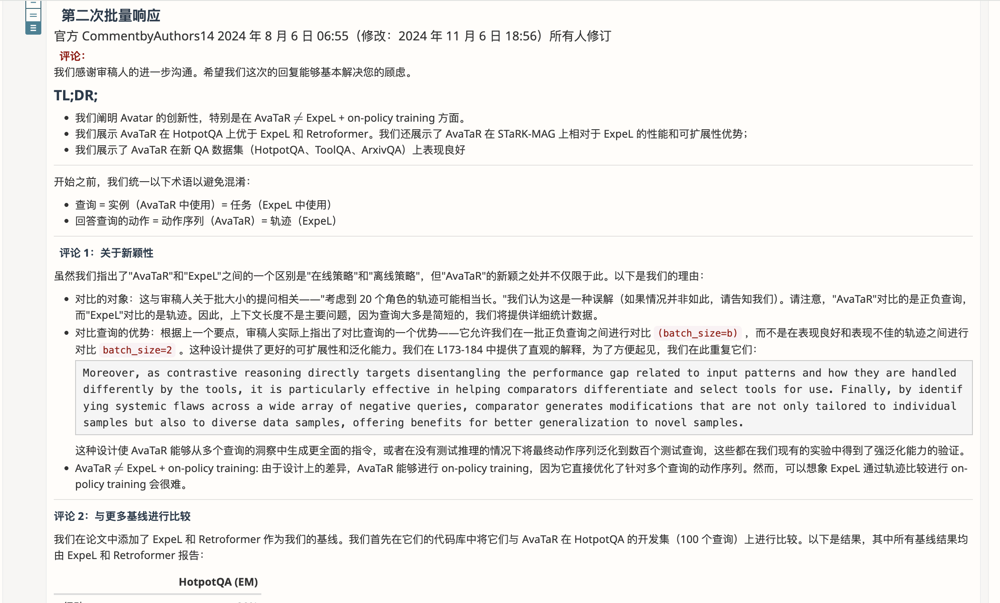 第二次批量响应
官方 CommentbyAuthors14 2024 年 8 月 6 日 06:55（修改：2024 年 11 月 6 日 18:56）所有人修订
评论：
我们感谢审稿人的进一步沟通。希望我们这次的回复能够基本解决您的顾虑。
TL;DR;
• 我们阐明 Avatar 的创新性，特别是在 AvaTaR ≠ ExpeL + on-policy training 方面。
• 我们展示 AvaTaR 在 HotpotQA 上优于 ExpeL 和 Retroformer。我们还展示了 AvaTaR 在 STaRK-MAG 上相对于 ExpeL 的性能和可扩展性优势；
• 我们展示了 AvaTaR 在新 QA 数据集（HotpotQA、ToolQA、ArxivQA）上表现良好
开始之前，我们统一以下术语以避免混淆：
• 查询 = 实例（AvaTaR 中使用）= 任务（ExpeL 中使用）
• 回答查询的动作 = 动作序列（AvaTaR）= 轨迹（ExpeL）
评论 1：关于新颖性
虽然我们指出了"AvaTaR"和"ExpeL"之间的一个区别是"在线策略"和"离线策略"，但"AvaTaR"的新颖之处并不仅限于此。以下是我们的理由：
• 对比的对象：这与审稿人关于批大小的提问相关——"考虑到 20 个角色的轨迹可能相当长。"我们认为这是一种误解（如果情况并非如此，请告知我们）。请注意，"AvaTaR"对比的是正负查询，
而"ExpeL"对比的是轨迹。因此，上下文长度不是主要问题，因为查询大多是简短的，我们将提供详细统计数据。
• 对比查询的优势：根据上一个要点，审稿人实际上指出了对比查询的一个优势——它允许我们在一批正负查询之间进行对比 (batch_size=b) ，而不是在表现良好和表现不佳的轨迹之间进行
对比 batch_size=2 。这种设计提供了更好的可扩展性和泛化能力。我们在 L173-184 中提供了直观的解释，为了方便起见，我们在此重复它们：
Moreover, as contrastive reasoning directly targets disentangling the performance gap related to input patterns and how they are handled
differently by the tools, it is particularly effective in helping comparators differentiate and select tools for use. Finally, by identif
ying systemic flaws across a wide array of negative queries, comparator generates modifications that are not only tailored to individual
samples but also to diverse data samples, offering benefits for better generalization to novel samples.
这种设计使 AvaTaR 能够从多个查询的洞察中生成更全面的指令，或者在没有测试推理的情况下将最终动作序列泛化到数百个测试查询，这些都在我们现有的实验中得到了强泛化能力的验证。
• AvaTaR ≠ ExpeL + on-policy training: 由于设计上的差异，AvaTaR 能够进行 on-policy training，因为它直接优化了针对多个查询的动作序列。然而，可以想象 ExpeL 通过轨迹比较进行 on-
policy training 会很难。
评论 2：与更多基线进行比较
我们在论文中添加了 ExpeL 和 Retroformer 作为我们的基线。我们首先在它们的代码库中将它们与 AvaTaR 在 HotpotQA 的开发集（100 个查询）上进行比较。以下是结果，其中所有基线结果均
由 ExpeL 和 Retroformer 报告：
HotpotQA (EM)